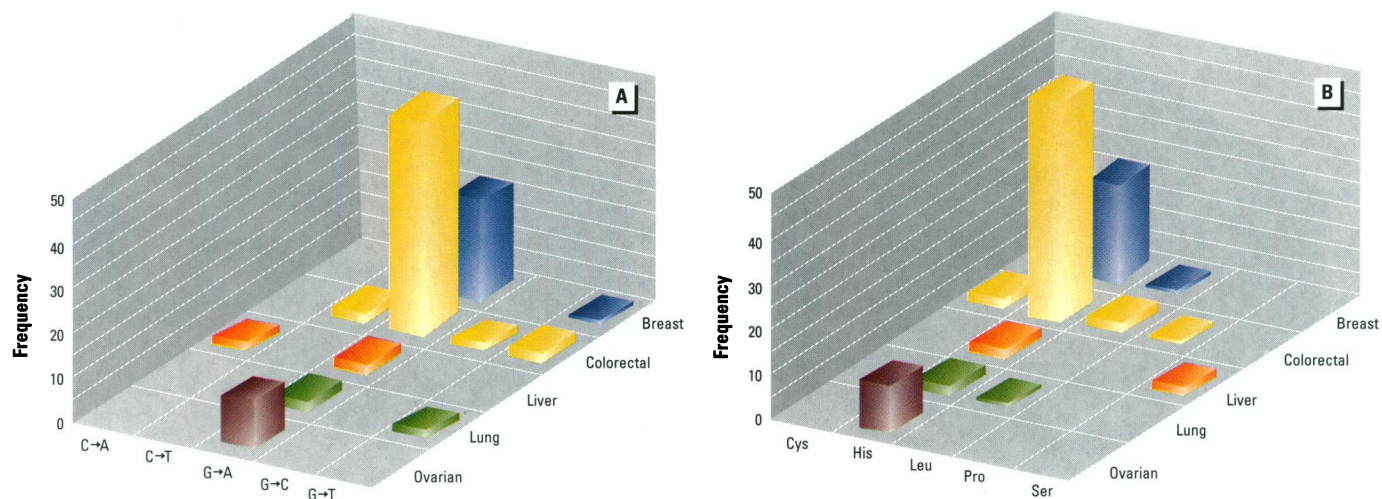 A
Frequency
50
40
30
20
10
0
C→A
C→T
G→A
G→C
G→T
Ovarian
Lung
Liver
Colorectal
Breast
B
Frequency
50
40
30
20
10
0
Cys
His
Leu
Pro
Ser
Ovarian
Lung
Liver
Colorectal
Breast